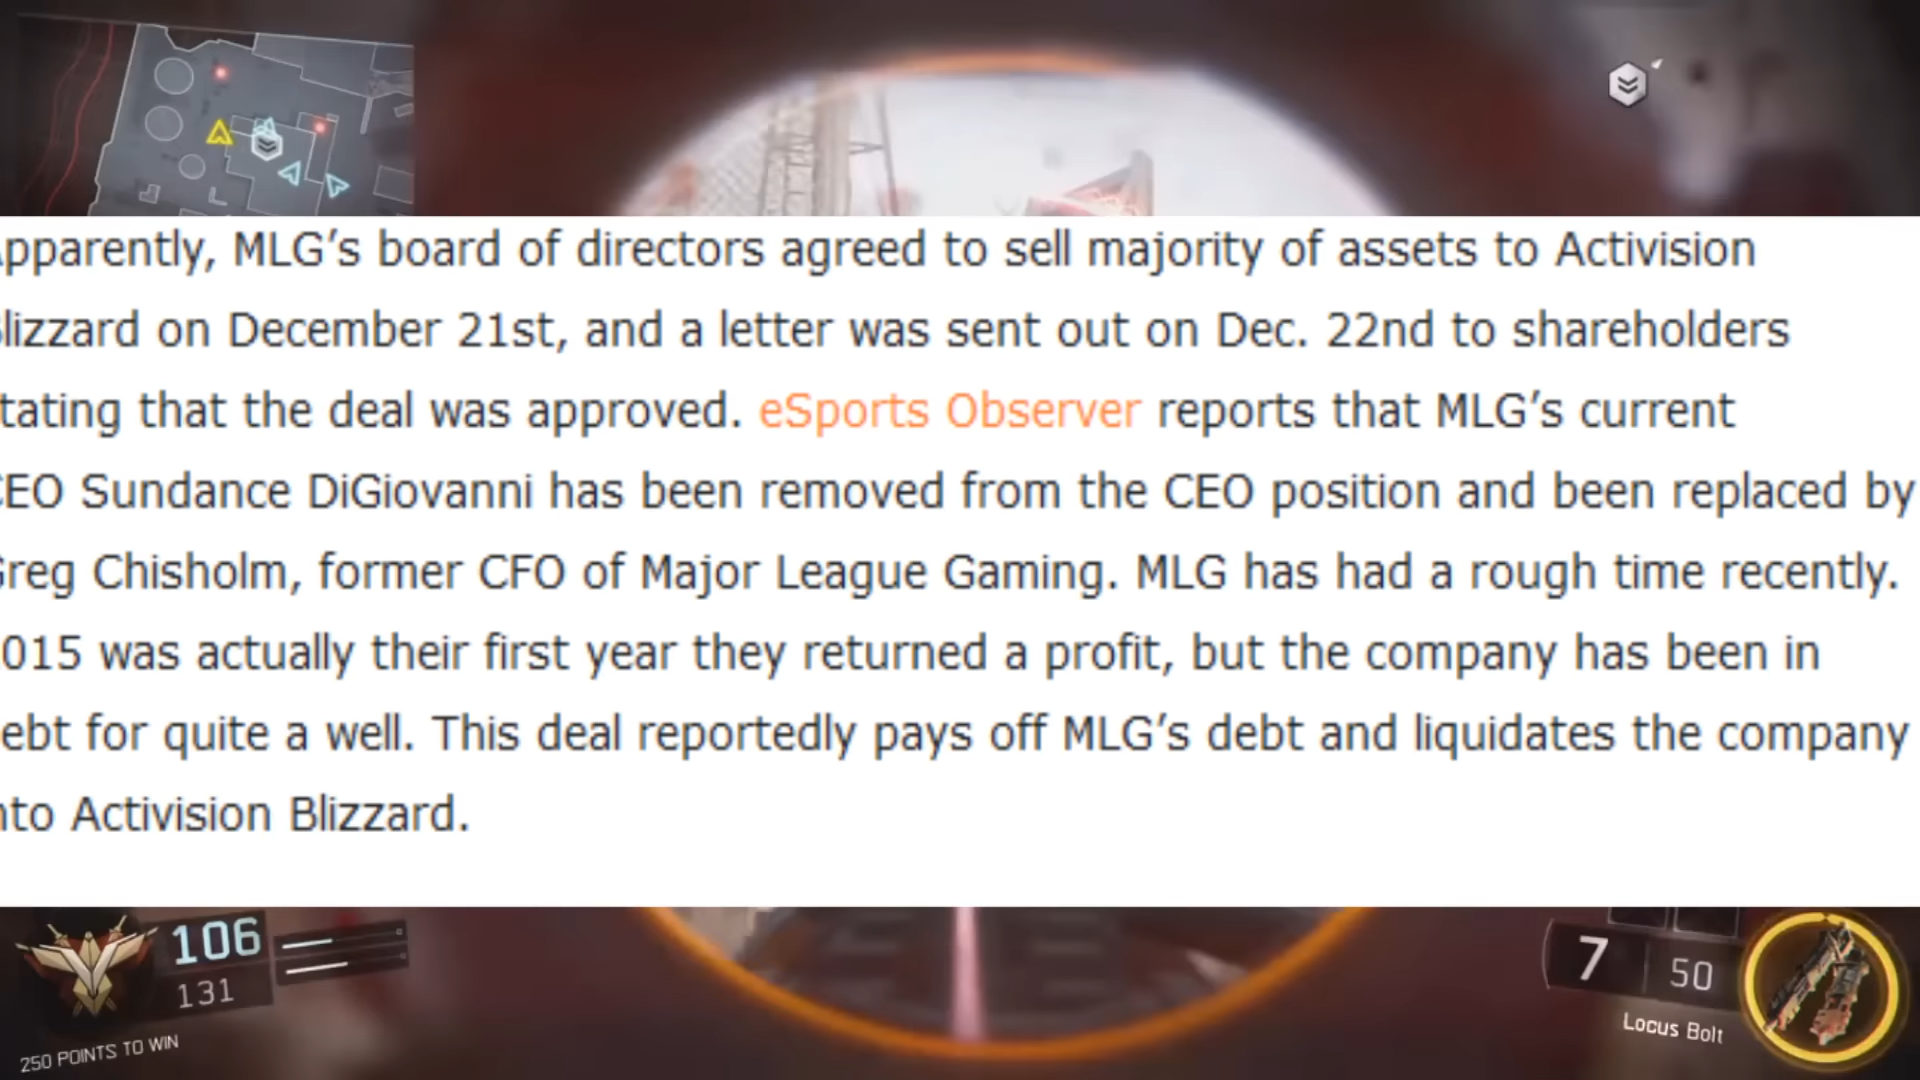 pparently, MLG's board of directors agreed to sell majority of assets to Activision
lizzard on December 21st, and a letter was sent out on Dec. 22nd to shareholders
tating that the deal was approved. eSports Observer reports that MLG's current
EO Sundance DiGiovanni has been removed from the CEO position and been replaced by
reg Chisholm, former CFO of Major League Gaming. MLG has had a rough time recently.
015 was actually their first year they returned a profit, but the company has been in
ebt for quite a well. This deal reportedly pays off MLG's debt and liquidates the company
nto Activision Blizzard.
106
131
250 POINTS TO WIN
7 50
Locus Bolt